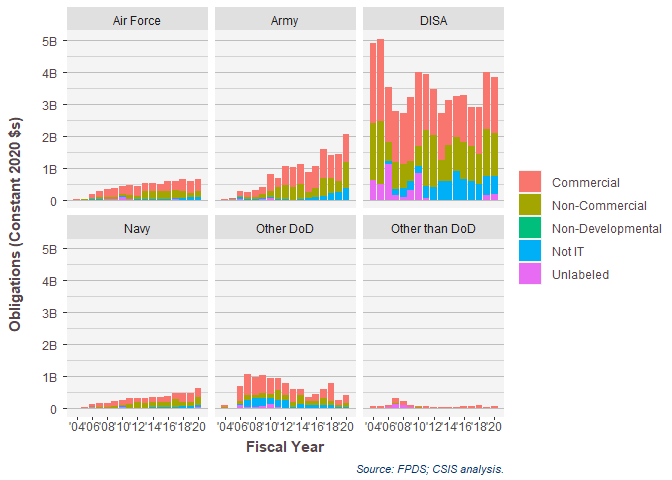 Air Force Army DISA
5B
4B
3B
2B
1B
0
Navy Other DoD Other than DoD
5B
4B
3B
2B
1B
0
'04'06'08'10'12'14'16'18'20 '04'06'08'10'12'14'16'18'20 '04'06'08'10'12'14'16'18'20
Obligations (Constant 2020 $s)
Fiscal Year
Commercial
Non-Commercial
Non-Developmental
Not IT
Unlabeled
Source: FPDS; CSIS analysis.